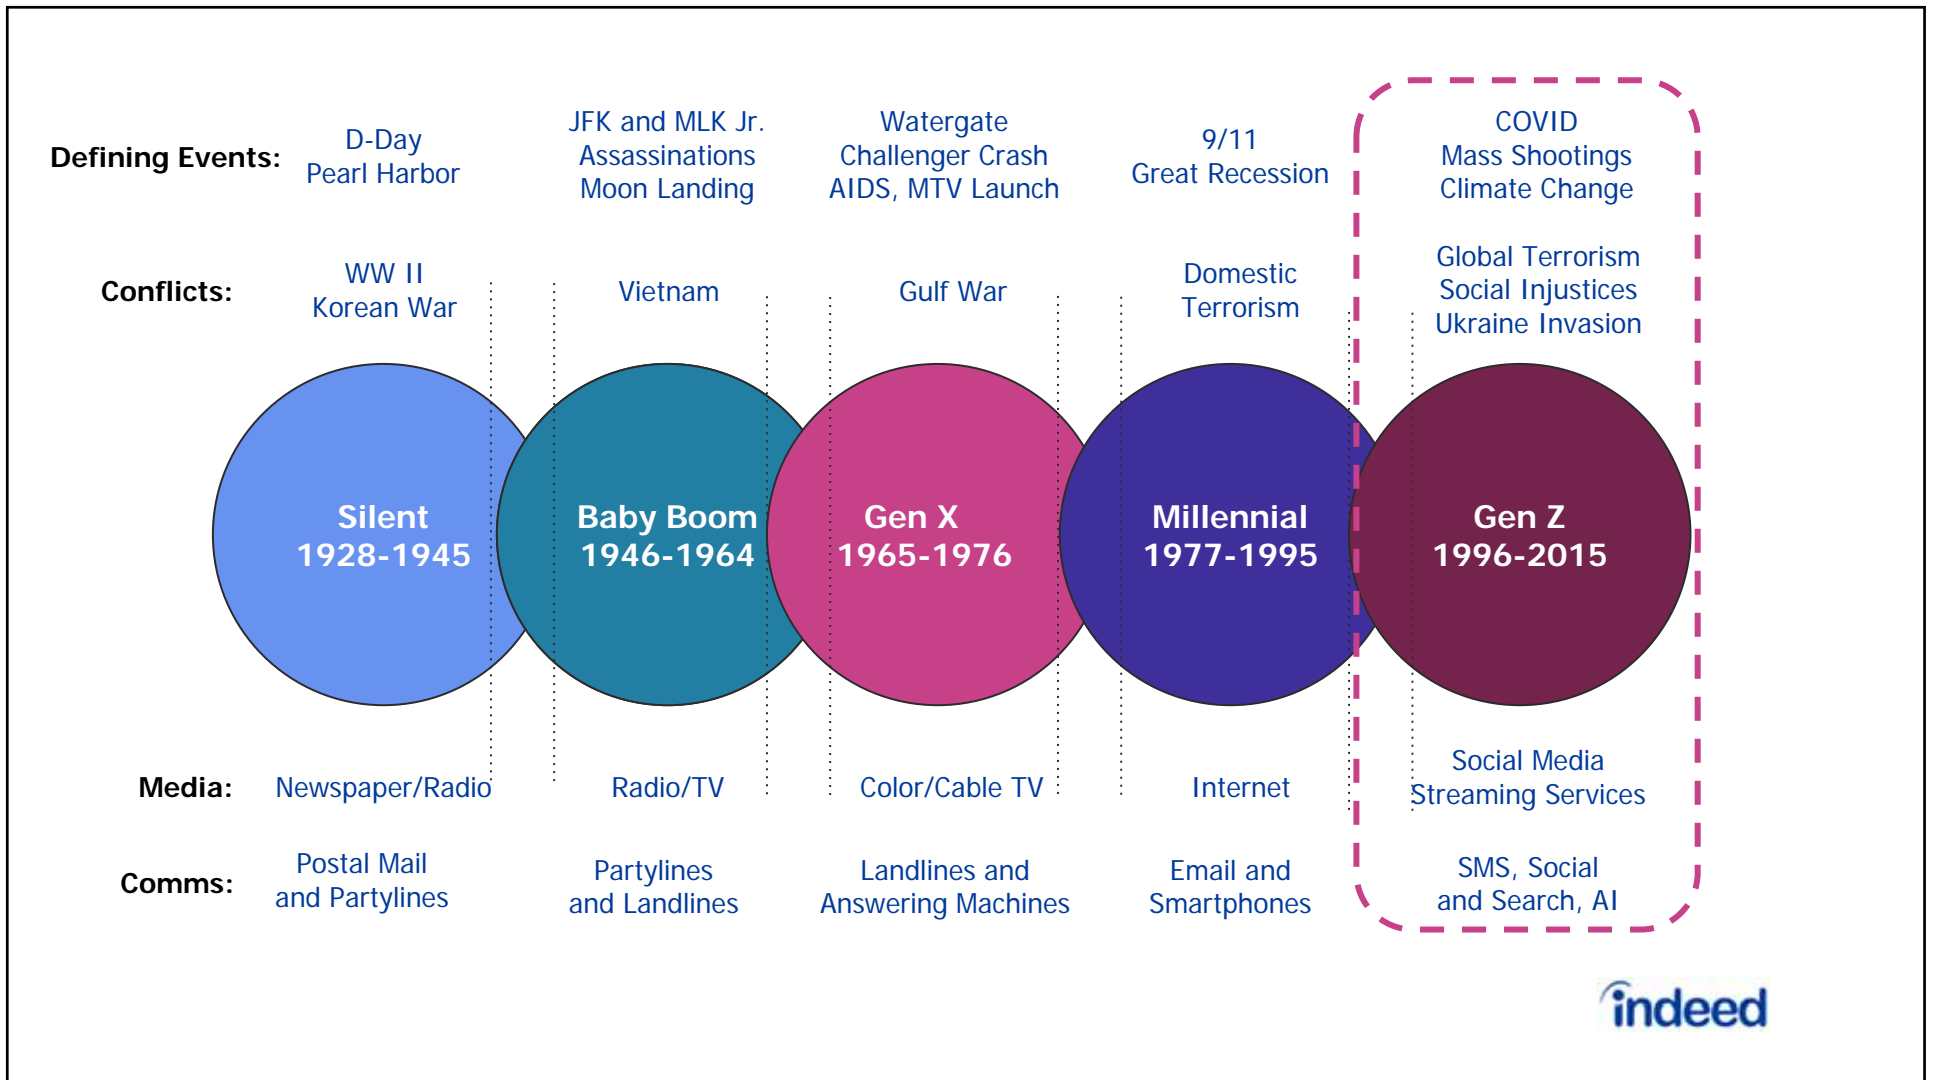 Defining Events:
D-Day
Pearl Harbor
JFK and MLK Jr.
Assassinations
Moon Landing
Watergate
Challenger Crash
AIDS, MTV Launch
9/11
Great Recession
COVID
Mass Shootings
Climate Change
Conflicts:
WW II
Korean War
Vietnam
Gulf War
Domestic
Terrorism
Global Terrorism
Social Injustices
Ukraine Invasion
Silent
1928-1945
Baby Boom
1946-1964
Gen X
1965-1976
Millennial
1977-1995
Gen Z
1996-2015
Media:
Newspaper/Radio
Radio/TV
Color/Cable TV
Internet
Social Media
Streaming Services
Comms:
Postal Mail
and Partylines
Partylines
and Landlines
Landlines and
Answering Machines
Email and
Smartphones
SMS, Social
and Search, AI
indeed